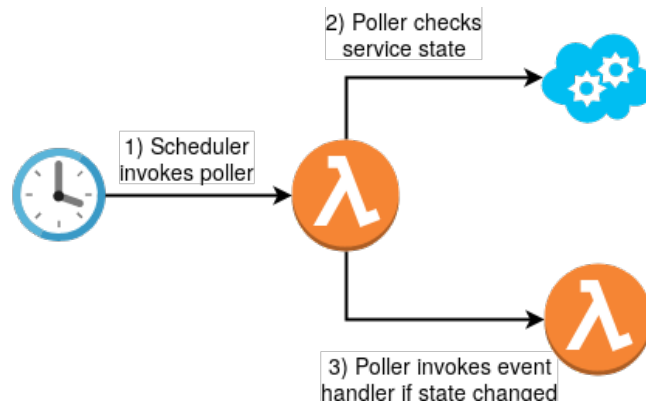 2) Poller checks
service state
1) Scheduler
invokes poller
λ
λ
3) Poller invokes event
handler if state changed